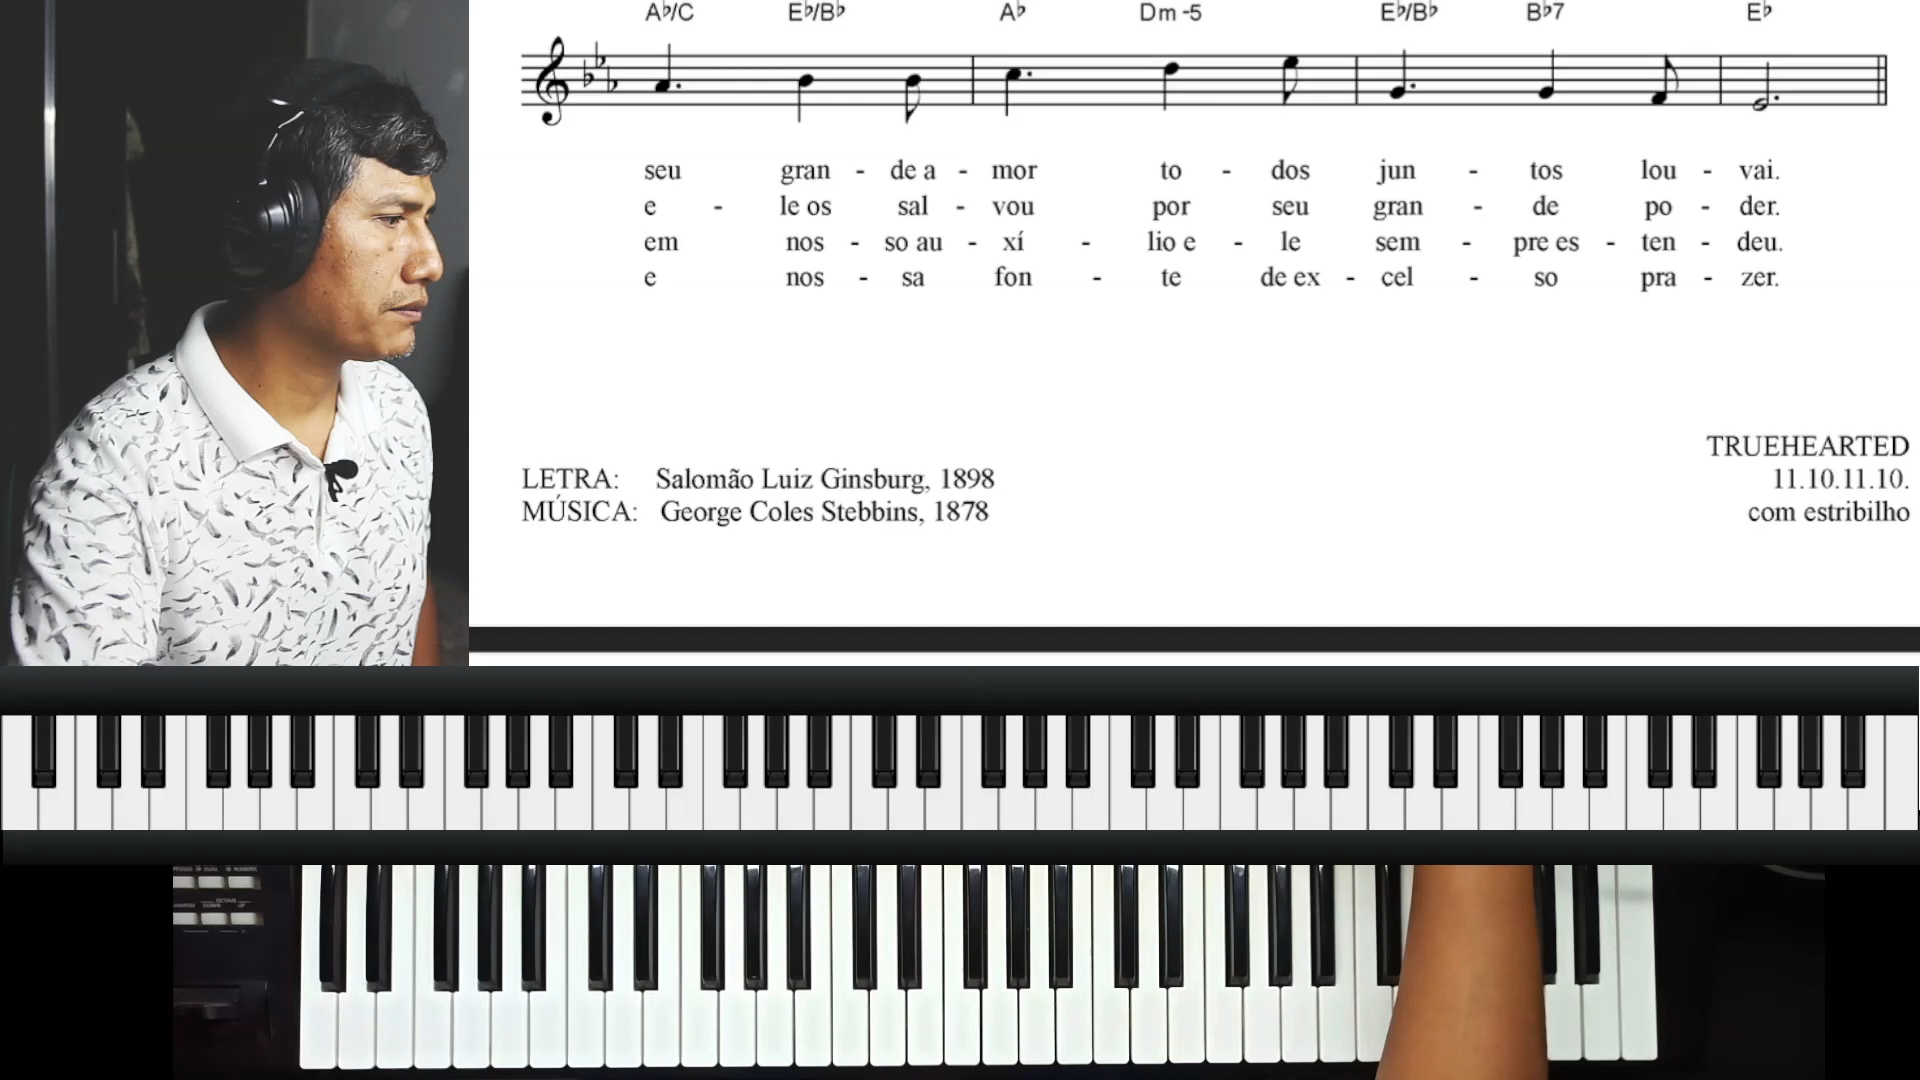 A♭/C E♭/B♭ A♭ Dm -5 E♭/B♭ B♭7 E♭
seu gran - de a - mor to - dos jun - tos lou - vai.
e - le os sal - vou por seu gran - de po - der.
em nos - so au - xí - lio e - le sem - pre es - ten - deu.
e nos - sa fon - te de ex - cel - so pra - zer.
TRUEHEARTED
LETRA: Salomão Luiz Ginsburg, 1898 11.10.11.10.
MÚSICA: George Coles Stebbins, 1878 com estribilho